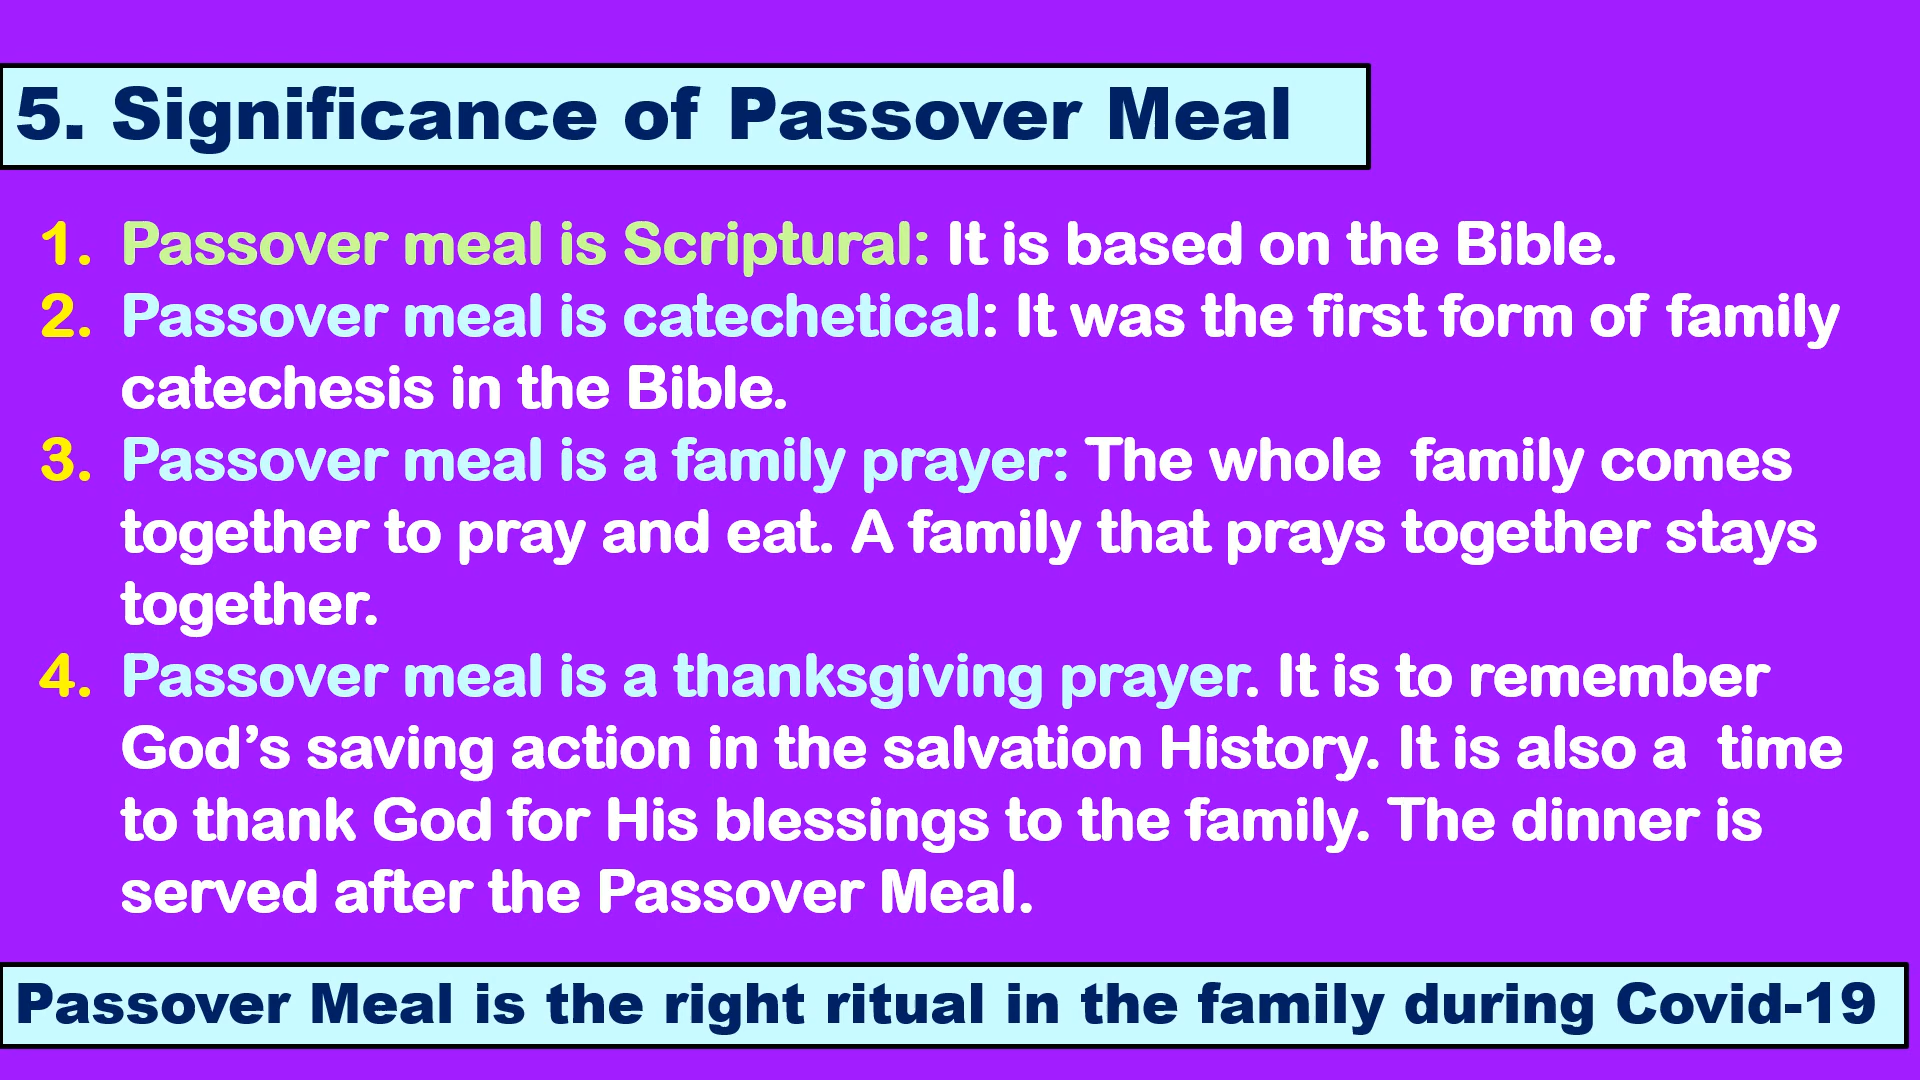 5. Significance of Passover Meal
1. Passover meal is Scriptural: It is based on the Bible.
2. Passover meal is catechetical: It was the first form of family
catechesis in the Bible.
3. Passover meal is a family prayer: The whole  family comes
together to pray and eat. A family that prays together stays
together.
4. Passover meal is a thanksgiving prayer. It is to remember
God’s saving action in the salvation History. It is also a  time
to thank God for His blessings to the family. The dinner is
served after the Passover Meal.
Passover Meal is the right ritual in the family during Covid-19